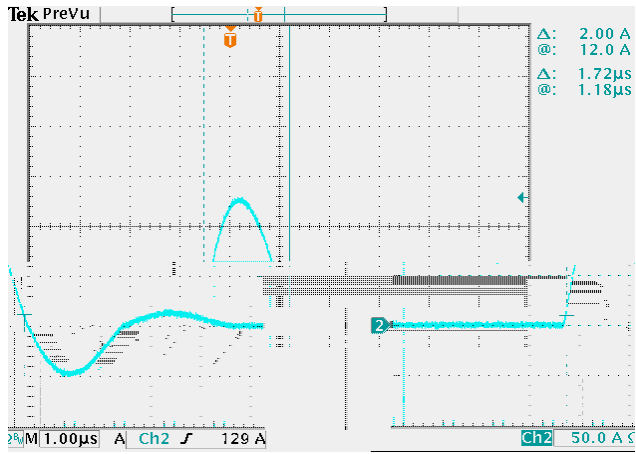 Tek PreVu
T
T
Δ: 2.00 A
@: 12.0 A
Δ: 1.72µs
@: 1.18µs
2
M 1.00µs A Ch2 129 A
Ch2 50.0 A Ω